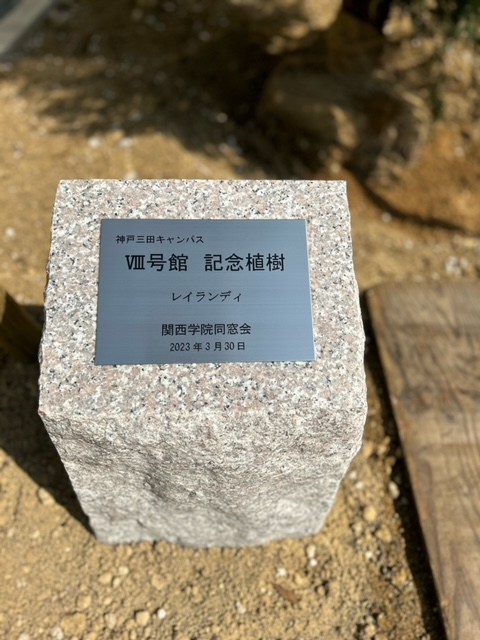 神戸三田キャンパス
Ⅷ号館 記念植樹
レイランディ
関西学院同窓会
2023年3月30日